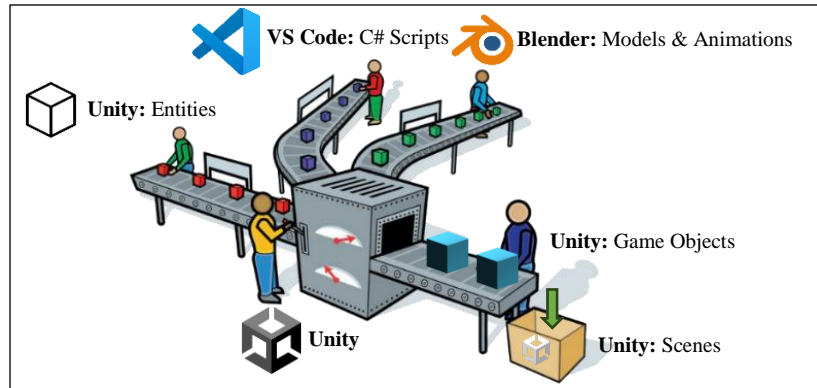 VS Code: C# Scripts
Blender: Models & Animations
Unity: Entities
Unity: Game Objects
Unity
Unity: Scenes